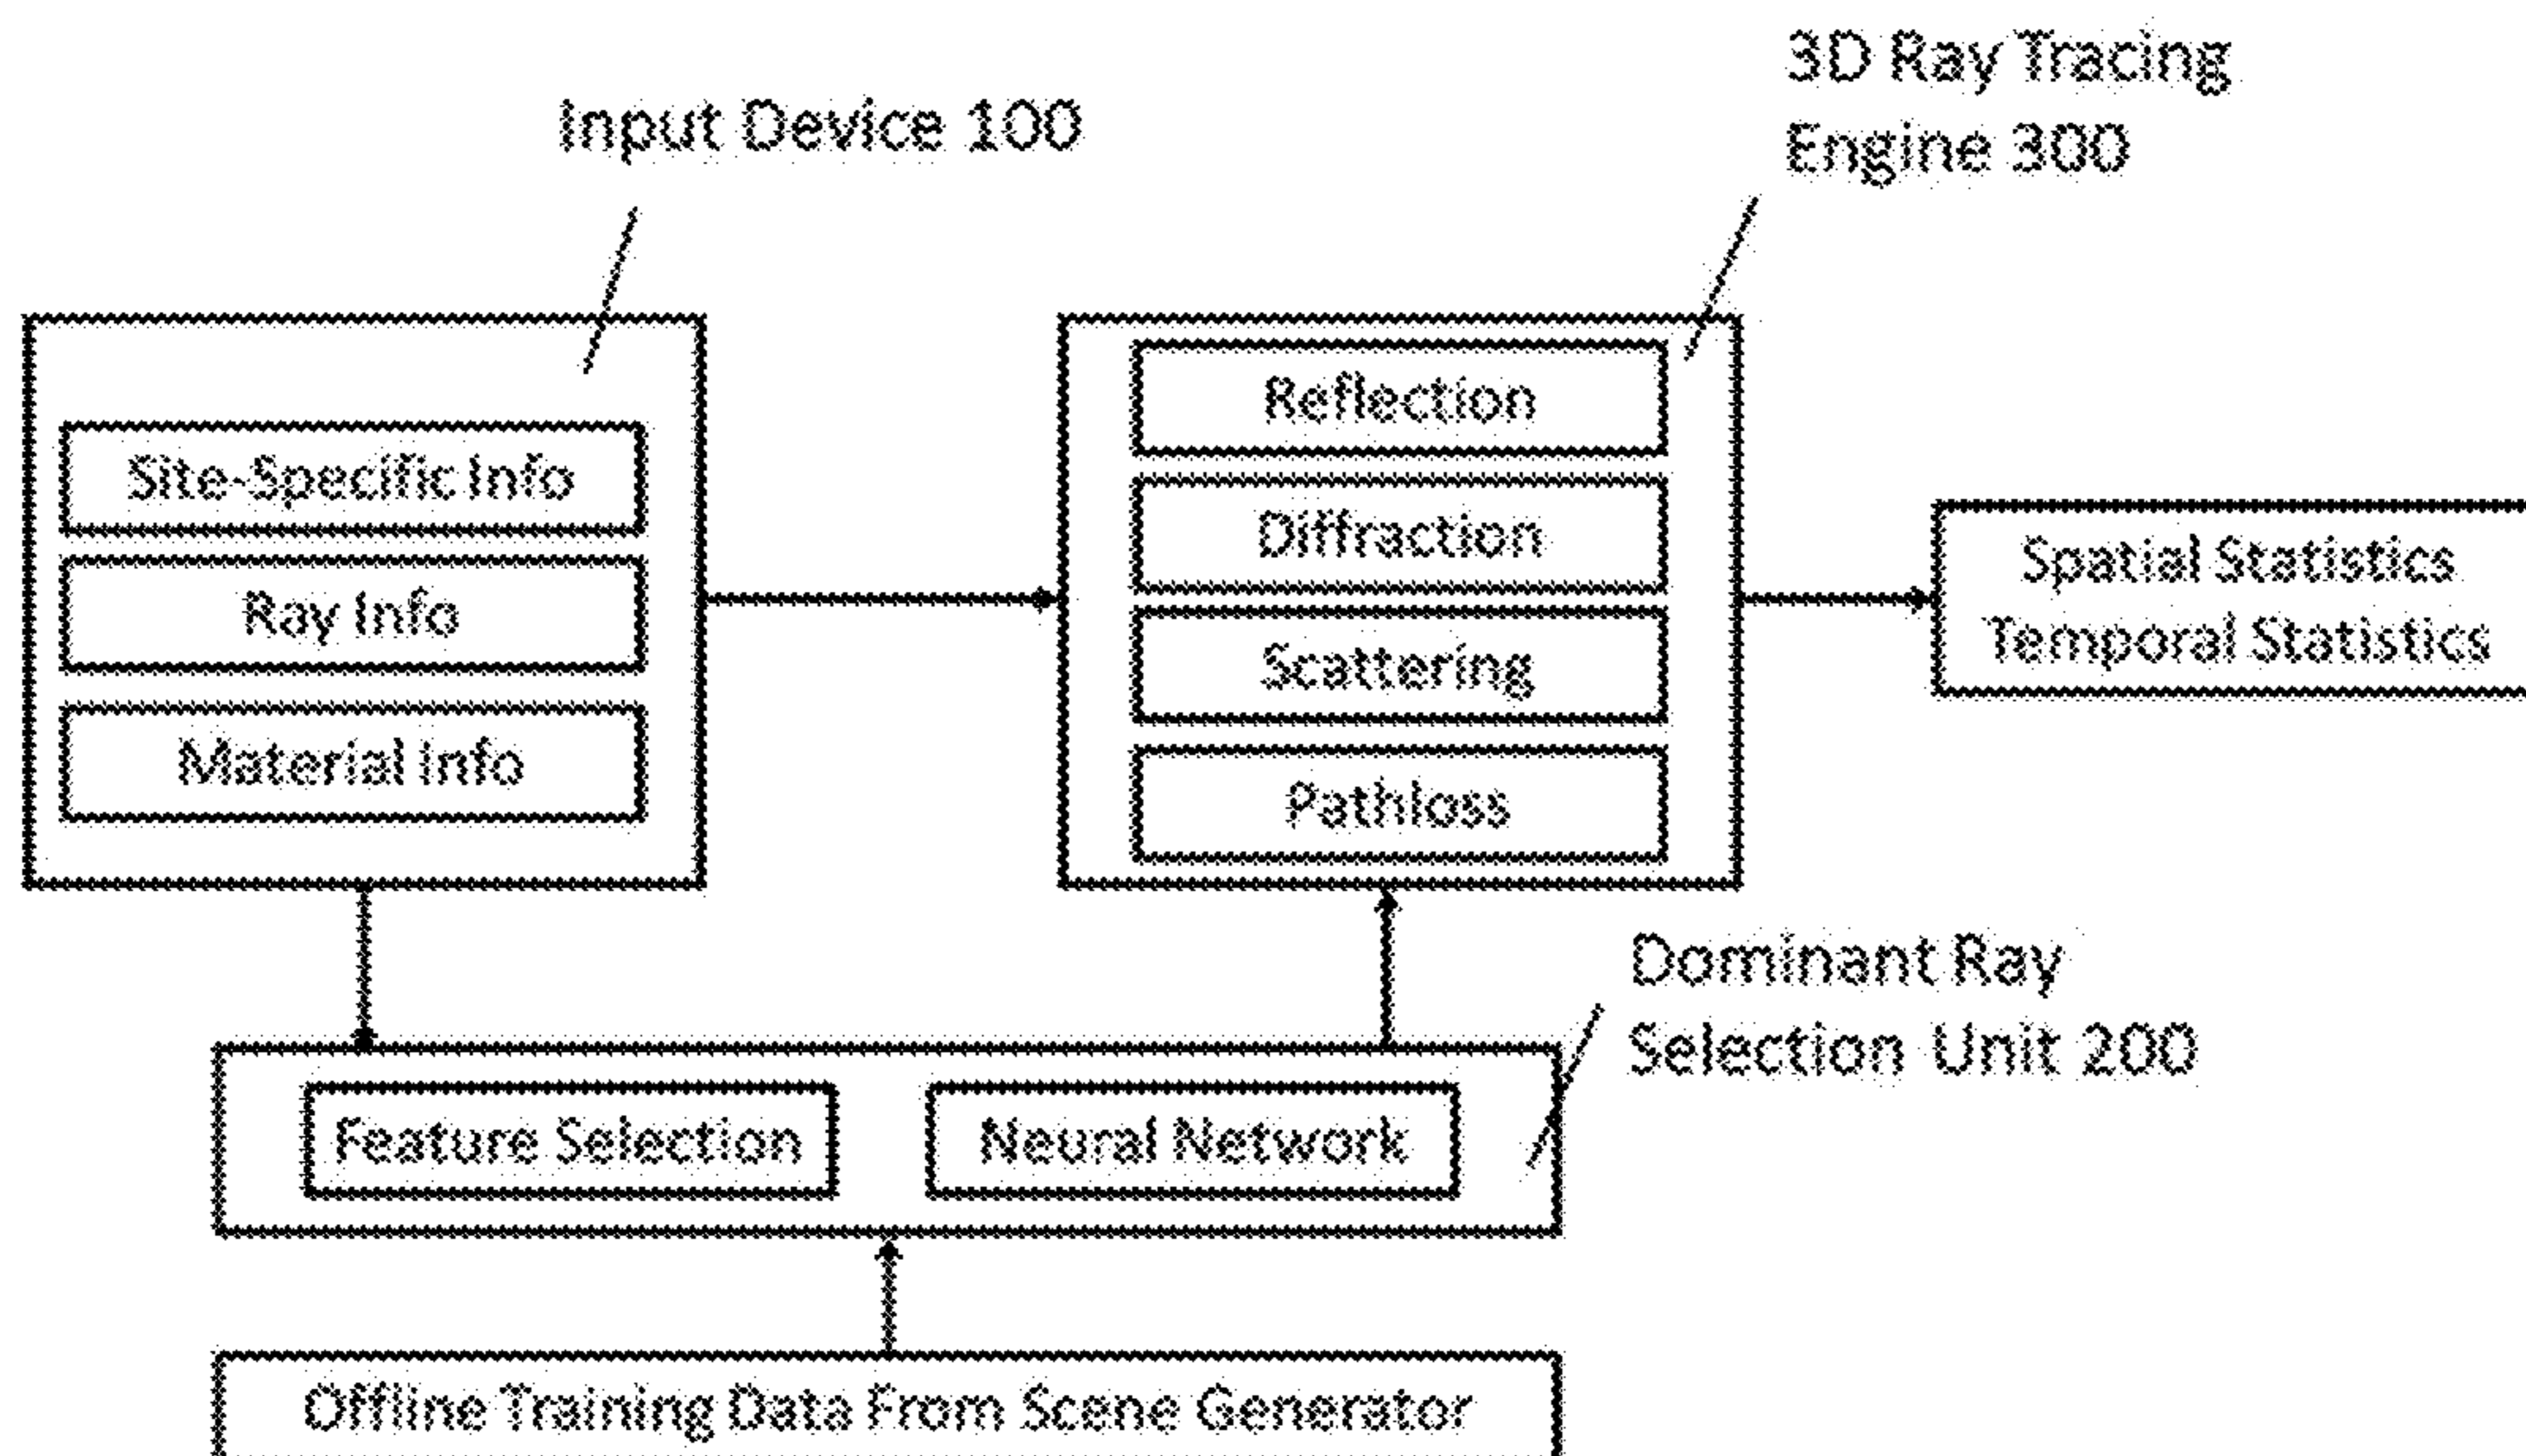 Input Device 100
3D Ray Tracing
Engine 300
Site-Specific Info
Ray Info
Material Info
Reflection
Diffraction
Scattering
Pathloss
Spatial Statistics
Temporal Statistics
Dominant Ray
Selection Unit 200
Feature Selection
Neural Network
Offline Training Data From Scene Generator